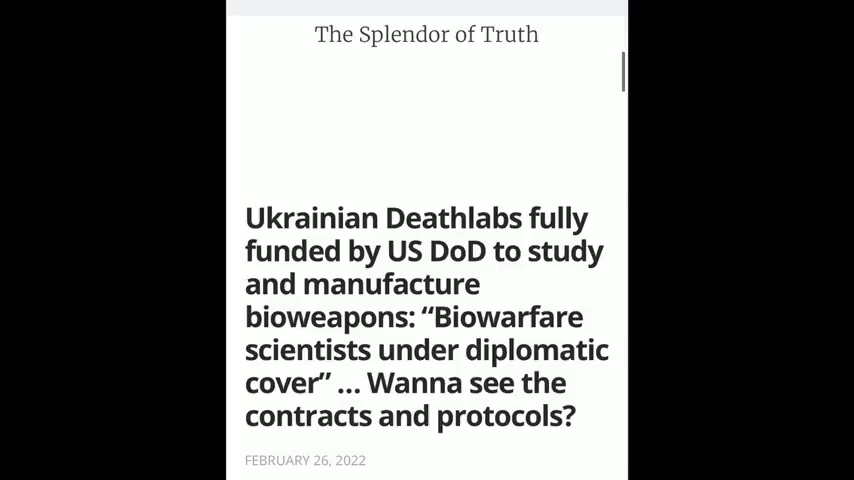 The Splendor of Truth
Ukrainian Deathlabs fully
funded by US DoD to study
and manufacture
bioweapons: “Biowarfare
scientists under diplomatic
cover” ... Wanna see the
contracts and protocols?
FEBRUARY 26, 2022